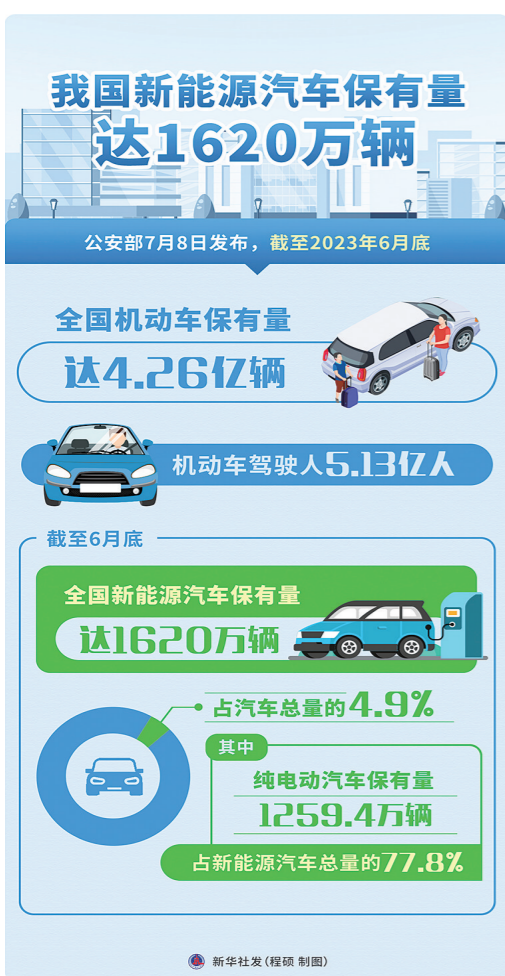 我国新能源汽车保有量
达1620万辆
公安部7月8日发布，截至2023年6月底
全国机动车保有量
达4.26亿辆
机动车驾驶人5.13亿人
截至6月底
全国新能源汽车保有量
达1620万辆
占汽车总量的4.9%
其中
纯电动汽车保有量
1259.4万辆
占新能源汽车总量的77.8%
新华社发（程硕 制图）